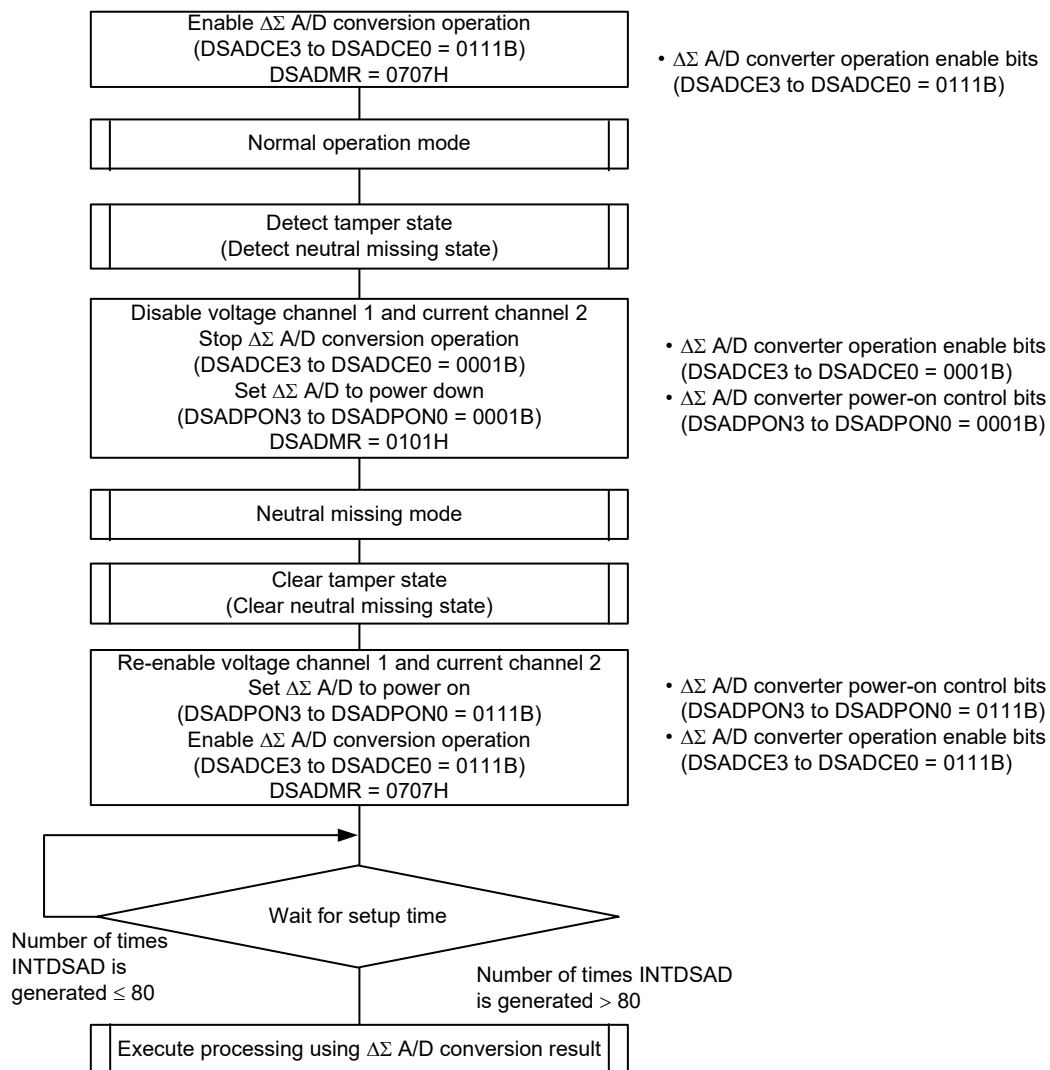 Enable ΔΣ A/D conversion operation
(DSADCE3 to DSADCE0 = 0111B)
DSADMR = 0707H
• ΔΣ A/D converter operation enable bits
(DSADCE3 to DSADCE0 = 0111B)
Normal operation mode
Detect tamper state
(Detect neutral missing state)
Disable voltage channel 1 and current channel 2
Stop ΔΣ A/D conversion operation
(DSADCE3 to DSADCE0 = 0001B)
Set ΔΣ A/D to power down
(DSADPON3 to DSADPON0 = 0001B)
DSADMR = 0101H
• ΔΣ A/D converter operation enable bits
(DSADCE3 to DSADCE0 = 0001B)
• ΔΣ A/D converter power-on control bits
(DSADPON3 to DSADPON0 = 0001B)
Neutral missing mode
Clear tamper state
(Clear neutral missing state)
Re-enable voltage channel 1 and current channel 2
Set ΔΣ A/D to power on
(DSADPON3 to DSADPON0 = 0111B)
Enable ΔΣ A/D conversion operation
(DSADCE3 to DSADCE0 = 0111B)
DSADMR = 0707H
• ΔΣ A/D converter power-on control bits
(DSADPON3 to DSADPON0 = 0111B)
• ΔΣ A/D converter operation enable bits
(DSADCE3 to DSADCE0 = 0111B)
Wait for setup time
Number of times
INTDSAD is
generated ≤ 80
Number of times INTDSAD
is generated > 80
Execute processing using ΔΣ A/D conversion result